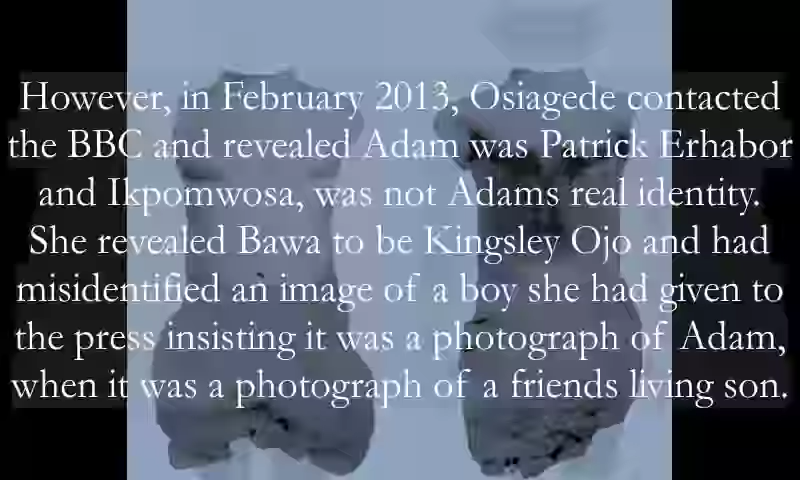 However, in February 2013, Osiagede contacted
the BBC and revealed Adam was Patrick Erhabor
and Ikpomwosa, was not Adams real identity.
She revealed Bawa to be Kingsley Ojo and had
misidentified an image of a boy she had given to
the press insisting it was a photograph of Adam,
when it was a photograph of a friends living son.